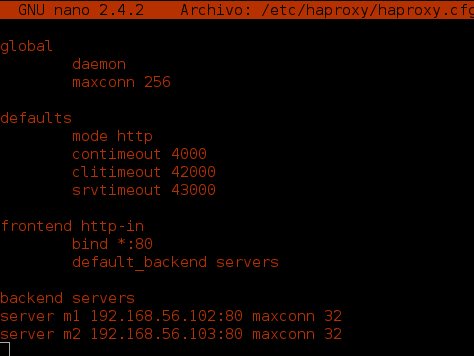 GNU nano 2.4.2 Archivo: /etc/haproxy/haproxy.cfg
global
daemon
maxconn 256
defaults
mode http
contimeout 4000
clitimeout 42000
srvtimeout 43000
frontend http-in
bind *:80
default_backend servers
backend servers
server m1 192.168.56.102:80 maxconn 32
server m2 192.168.56.103:80 maxconn 32